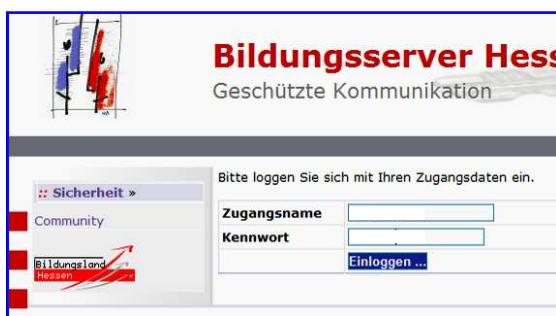 Bildungsserver Hess
Geschützte Kommunikation
:: Sicherheit »
Community
Bildungsland
Hessen
Bitte loggen Sie sich mit Ihren Zugangsdaten ein.
Zugangsname
Kennwort
Einloggen ...